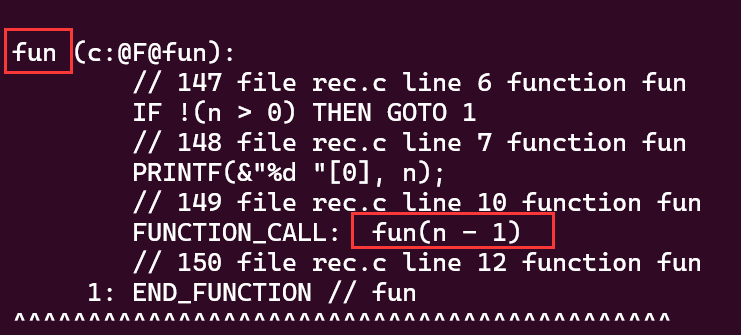 fun (c:@F@fun):
// 147 file rec.c line 6 function fun
IF !(n > 0) THEN GOTO 1
// 148 file rec.c line 7 function fun
PRINTF(&"%d "[0], n);
// 149 file rec.c line 10 function fun
FUNCTION_CALL:  fun(n - 1)
// 150 file rec.c line 12 function fun
1: END_FUNCTION // fun
^^^^^^^^^^^^^^^^^^^^^^^^^^^^^^^^^^^^^^^^^^^^